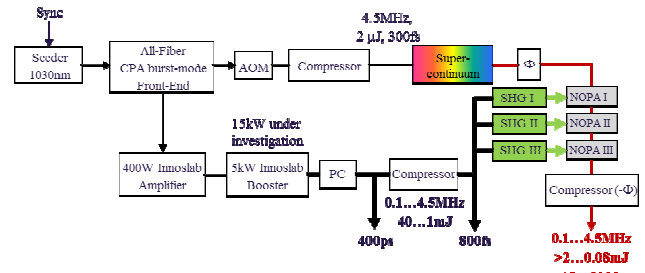 Sync
4.5MHz,
2 µJ, 300fs
Seeder
1030nm
All-Fiber
CPA burst-mode
Front-End
AOM
Compressor
Super-
continuum
Φ
SHG I
NOPA I
SHG II
NOPA II
SHG III
NOPA III
15kW under
investigation
400W Innoslab
Amplifier
5kW Innoslab
Booster
PC
Compressor
Compressor (-Φ)
0.1…4.5MHz
40…1mJ
400ps
800fs
0.1…4.5MHz
>2…0.08mJ